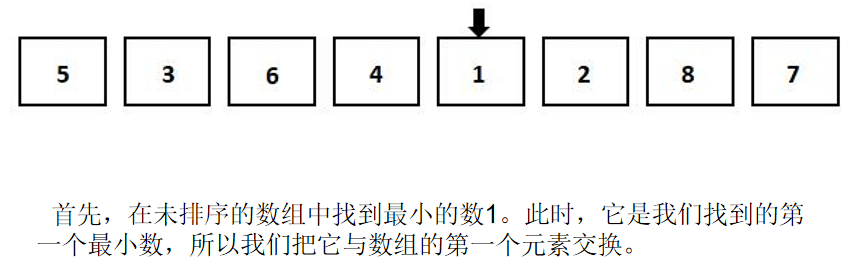 5 3 6 4 1 2 8 7
首先，在未排序的数组中找到最小的数1。此时，它是我们找到的第
一个最小数，所以我们把它与数组的第一个元素交换。